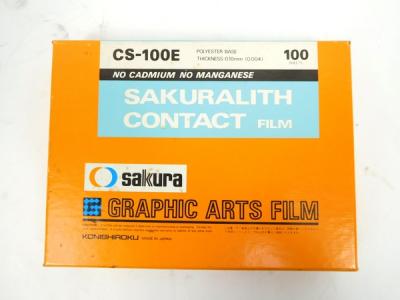 CS-100E
POLYESTER BASE
THICKNESS 0.10mm (0.004)
100
NO CADMIUM NO MANGANESE
SAKURALITH
CONTACT FILM
sakura
GRAPHIC ARTS FILM
KONISHIROKU MADE IN JAPAN